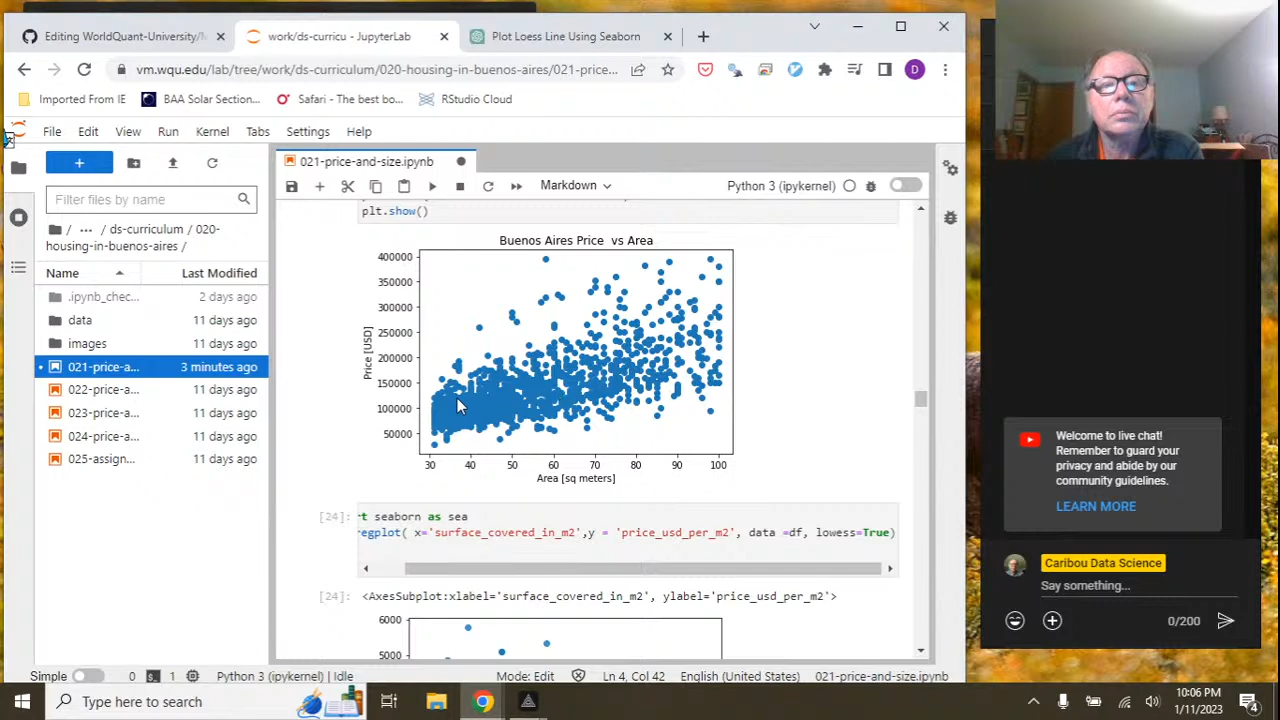 Editing WorldQuant-University/
work/ds-curricu - JupyterLab
Plot Loess Line Using Seaborn
vm.wqu.edu/lab/tree/work/ds-curriculum/020-housing-in-buenos-aires/021-price...
Imported From IE
BAA Solar Section...
Safari - The best bo...
RStudio Cloud
D
File Edit View Run Kernel Tabs Settings Help
021-price-and-size.ipynb
Markdown
Python 3 (ipykernel)
Filter files by name
/ ... / ds-curriculum / 020-
housing-in-buenos-aires /
Name
Last Modified
.ipynb_chec... 2 days ago
data 11 days ago
images 11 days ago
021-price-a... 3 minutes ago
022-price-a... 11 days ago
023-price-a... 11 days ago
024-price-a... 11 days ago
025-assign... 11 days ago
plt.show()
Buenos Aires Price  vs Area
400000
350000
300000
250000
200000
150000
100000
50000
Price [USD]
30 40 50 60 70 80 90 100
Area [sq meters]
[24]:
rt seaborn as sea
regplot( x='surface_covered_in_m2',y = 'price_usd_per_m2', data =df, lowess=True)
[24]: <AxesSubplot:xlabel='surface_covered_in_m2', ylabel='price_usd_per_m2'>
6000
5000
Simple
0
1
Python 3 (ipykernel) | Idle
Mode: Edit
Ln 4, Col 42
English (United States)
021-price-and-size.ipynb
Welcome to live chat!
Remember to guard your
privacy and abide by our
community guidelines.
LEARN MORE
Caribou Data Science
Say something...
0/200
Type here to search
10:06 PM
1/11/2023
4